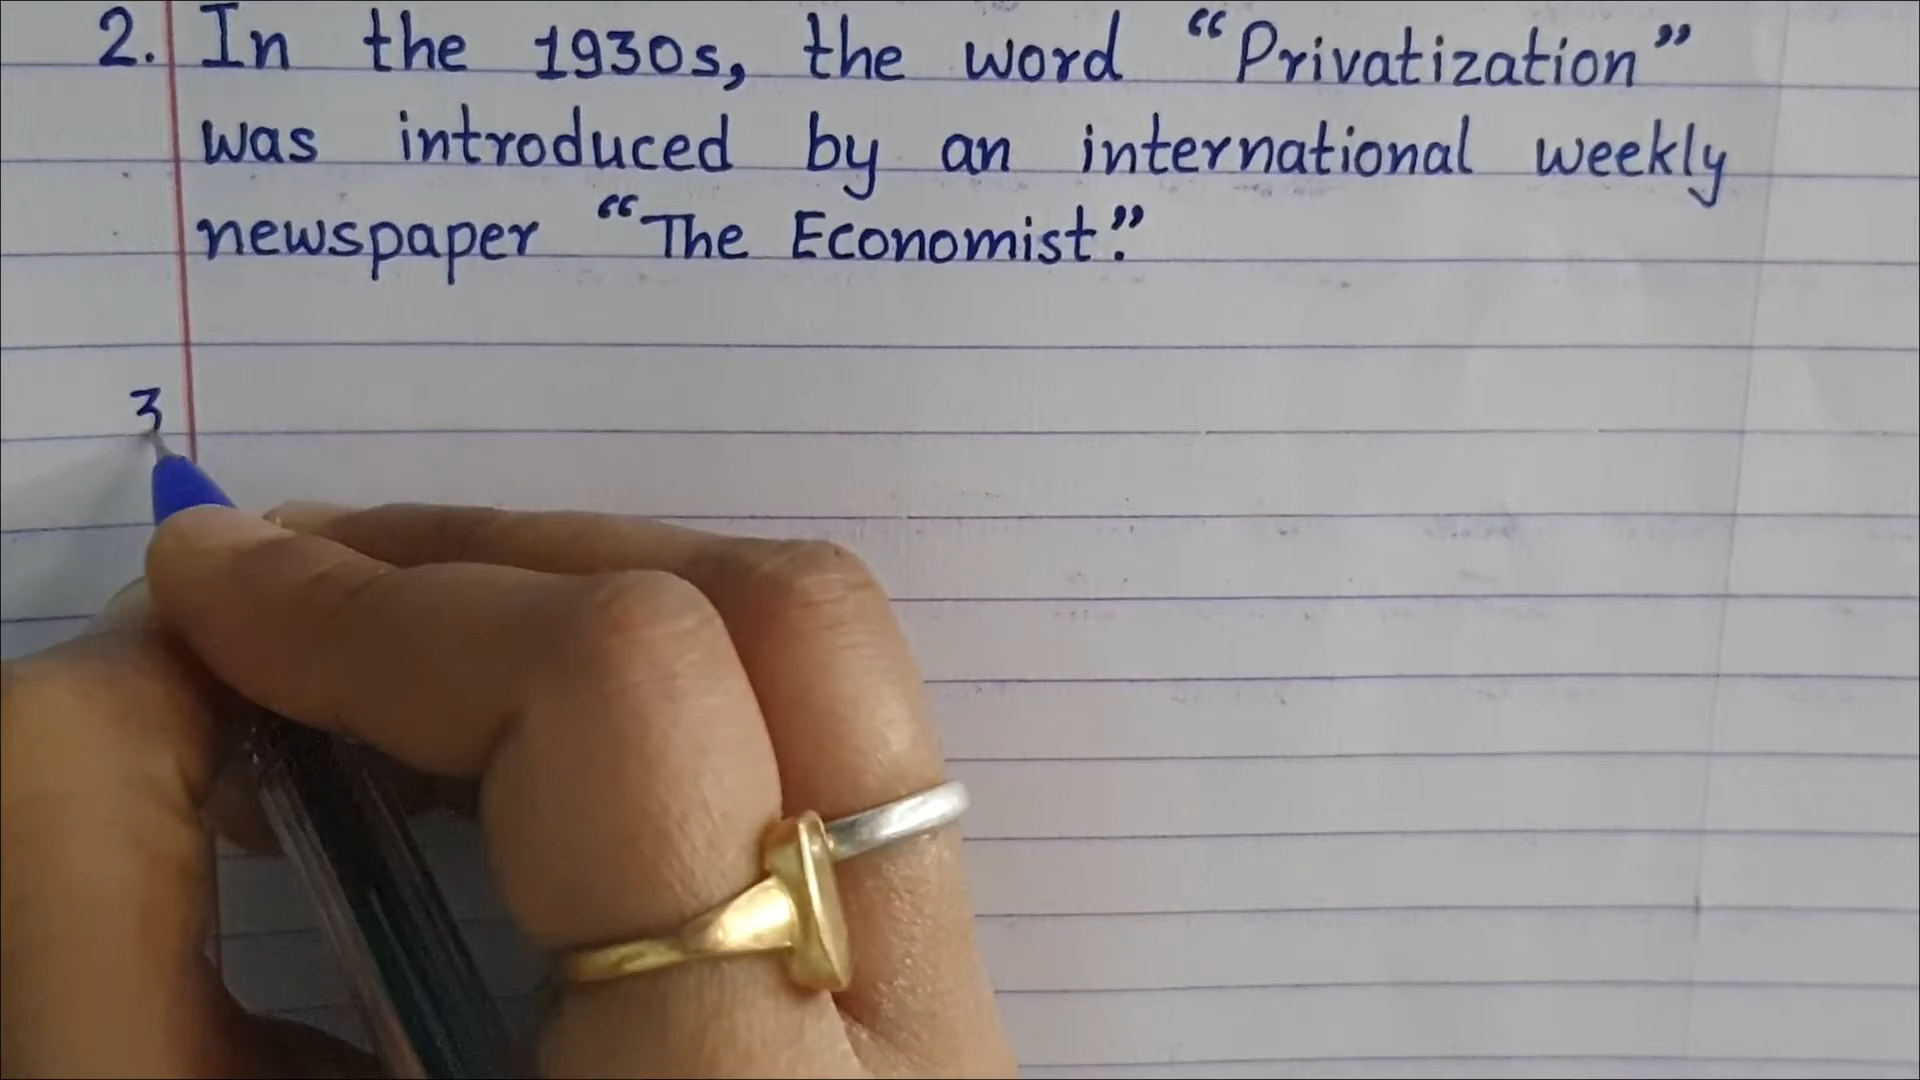 2. In the 1930s, the word “Privatization”
was introduced by an international weekly
newspaper “The Economist.”
3